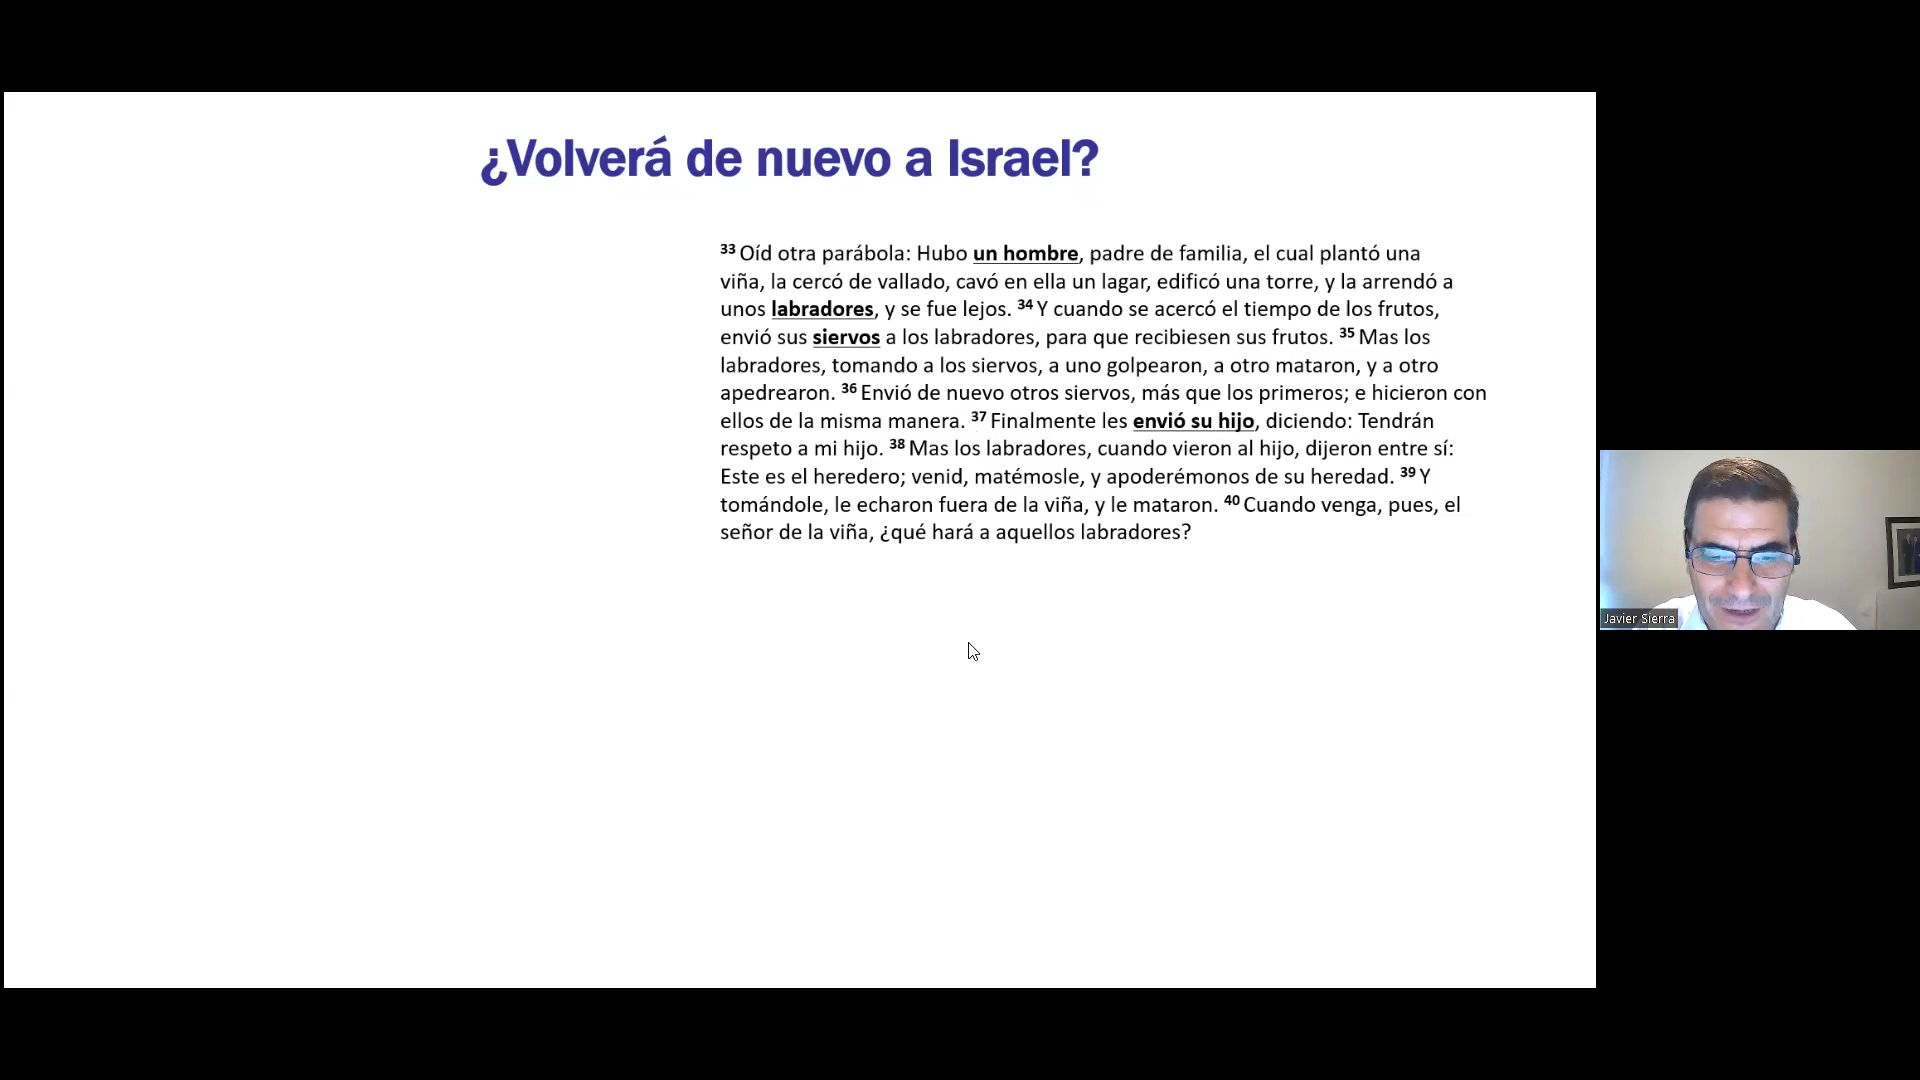 ¿Volverá de nuevo a Israel?
33 Oíd otra parábola: Hubo un hombre, padre de familia, el cual plantó una
viña, la cercó de vallado, cavó en ella un lagar, edificó una torre, y la arrendó a
unos labradores, y se fue lejos. 34 Y cuando se acercó el tiempo de los frutos,
envió sus siervos a los labradores, para que recibiesen sus frutos. 35 Mas los
labradores, tomando a los siervos, a uno golpearon, a otro mataron, y a otro
apedrearon. 36 Envió de nuevo otros siervos, más que los primeros; e hicieron con
ellos de la misma manera. 37 Finalmente les envió su hijo, diciendo: Tendrán
respeto a mi hijo. 38 Mas los labradores, cuando vieron al hijo, dijeron entre sí:
Este es el heredero; venid, matémosle, y apoderémonos de su heredad. 39 Y
tomándole, le echaron fuera de la viña, y le mataron. 40 Cuando venga, pues, el
señor de la viña, ¿qué hará a aquellos labradores?
Javier Sierra